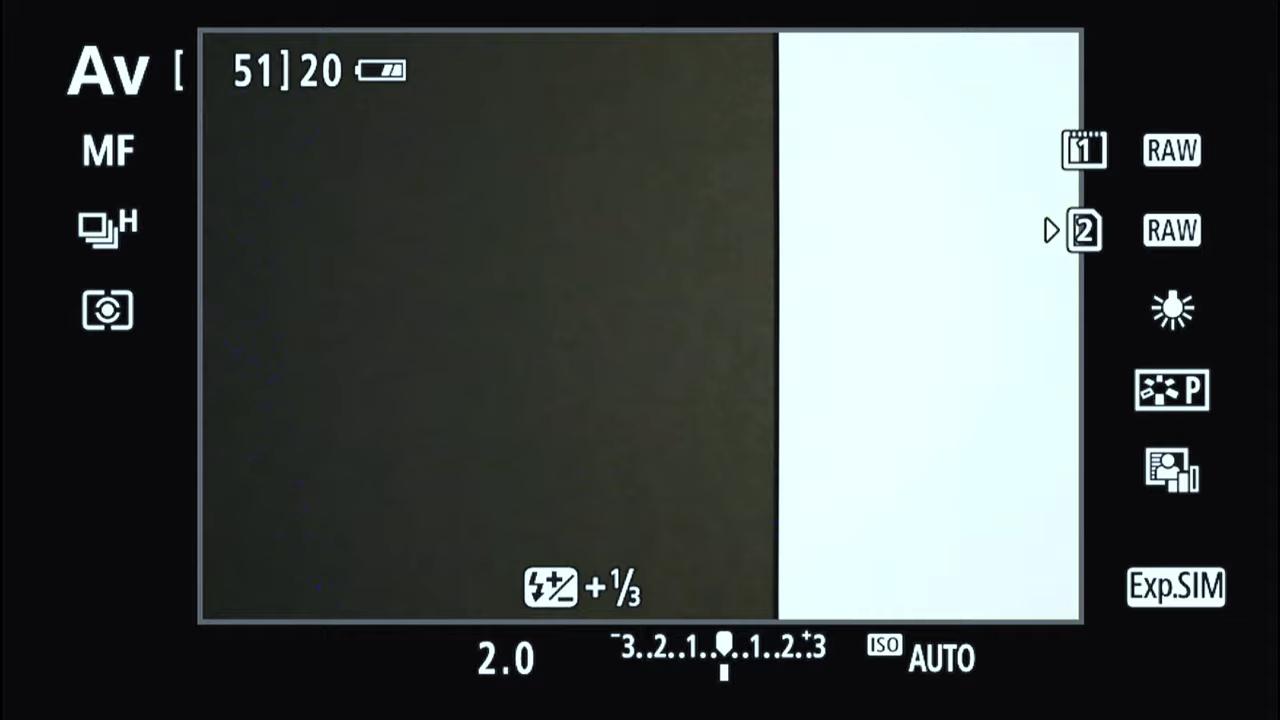 Av [ 51]20
MF
1 RAW
H
2 RAW
P
+⅓
Exp.SIM
2.0 -3..2..1..0..1..2..+3 ISO AUTO